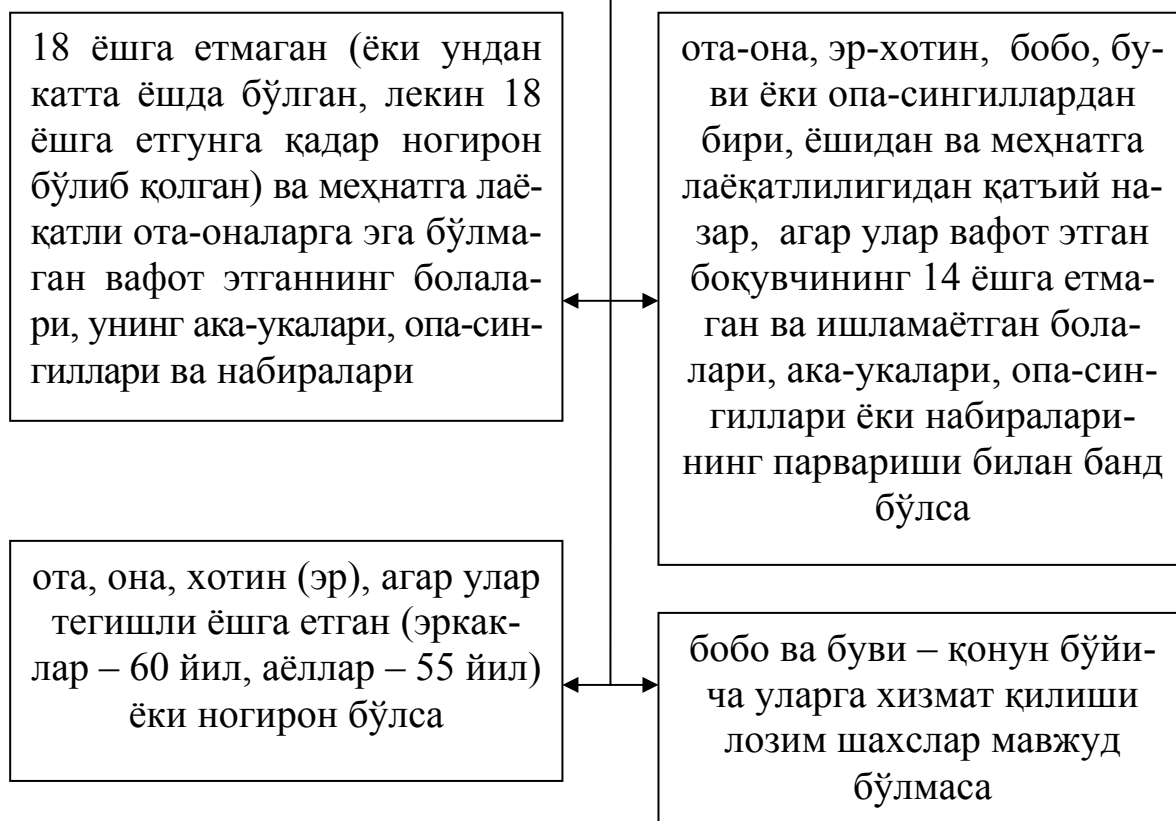 18 ёшга етмаган (ёки ундан
катта ёшда бўлган, лекин 18
ёшга етгунга қадар ногирон
бўлиб қолган) ва меҳнатга лаё-
қатли ота-оналарга эга бўлма-
ган вафот этганнинг болала-
ри, унинг ака-укалари, опа-син-
гиллари ва набиралари
ота-она, эр-хотин, бобо, бу-
ви ёки опа-сингиллардан
бири, ёшидан ва меҳнатга
лаёқатлилигидан қатъий на-
зар, агар улар вафот этган
боқувчининг 14 ёшга етма-
ган ва ишламаётган бола-
лари, ака-укалари, опа-син-
гиллари ёки набиралари-
нинг парвариши билан банд
бўлса
ота, она, хотин (эр), агар улар
тегишли ёшга етган (эркак-
лар – 60 йил, аёллар – 55 йил)
ёки ногирон бўлса
бобо ва буви – қонун бўйи-
ча уларга хизмат қилиши
лозим шахслар мавжуд
бўлмаса